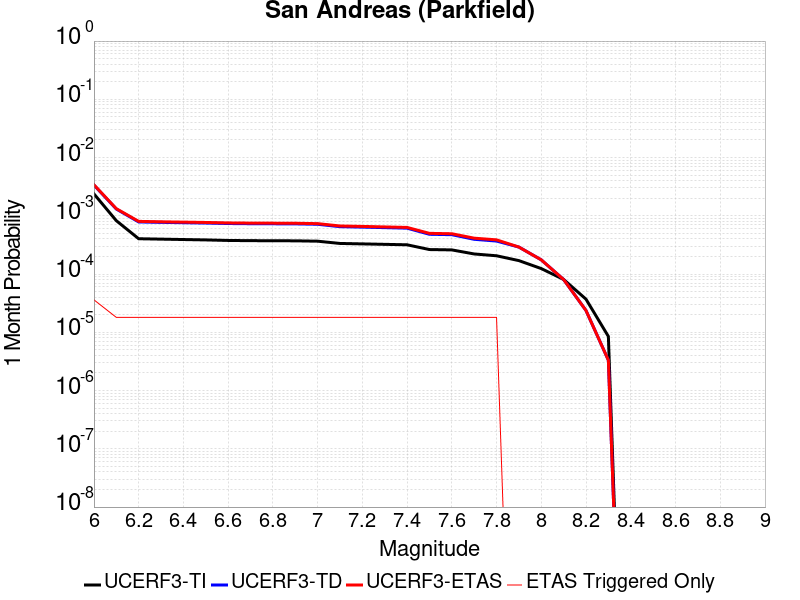 San Andreas (Parkfield)
10^0
10^-1
10^-2
10^-3
10^-4
10^-5
10^-6
10^-7
10^-8
1 Month Probability
6 6.2 6.4 6.6 6.8 7 7.2 7.4 7.6 7.8 8 8.2 8.4 8.6 8.8 9
Magnitude
UCERF3-TI UCERF3-TD UCERF3-ETAS ETAS Triggered Only